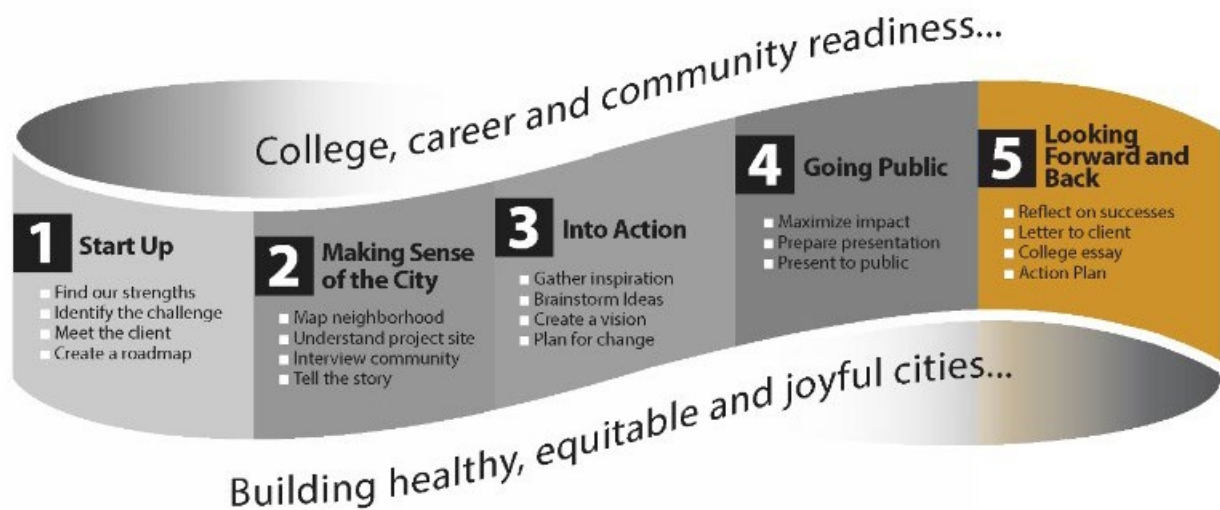 College, career and community readiness...
1
Start Up
Find our strengths
Identify the challenge
Meet the client
Create a roadmap
2
Making Sense
of the City
Map neighborhood
Understand project site
Interview community
Tell the story
3
Into Action
Gather inspiration
Brainstorm Ideas
Create a vision
Plan for change
4
Going Public
Maximize impact
Prepare presentation
Present to public
5
Looking
Forward and
Back
Reflect on successes
Letter to client
College essay
Action Plan
Building healthy, equitable and joyful cities...